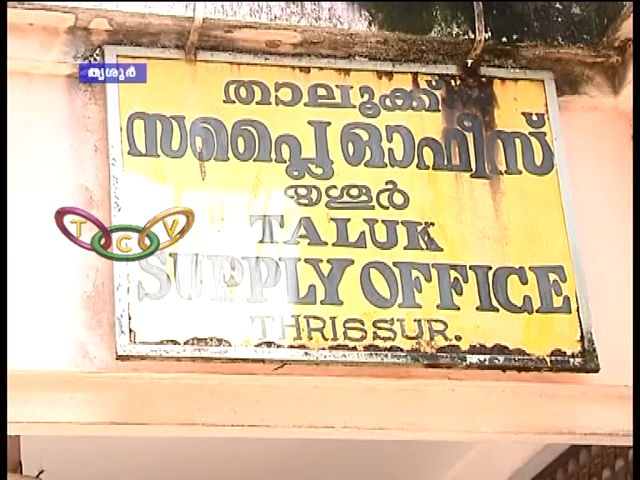 തൃശൂർ
താലൂക്ക്
സപ്ലൈ ഓഫീസ്
തൃശൂർ
TCV
TALUK
SUPPLY OFFICE
THRISSUR.